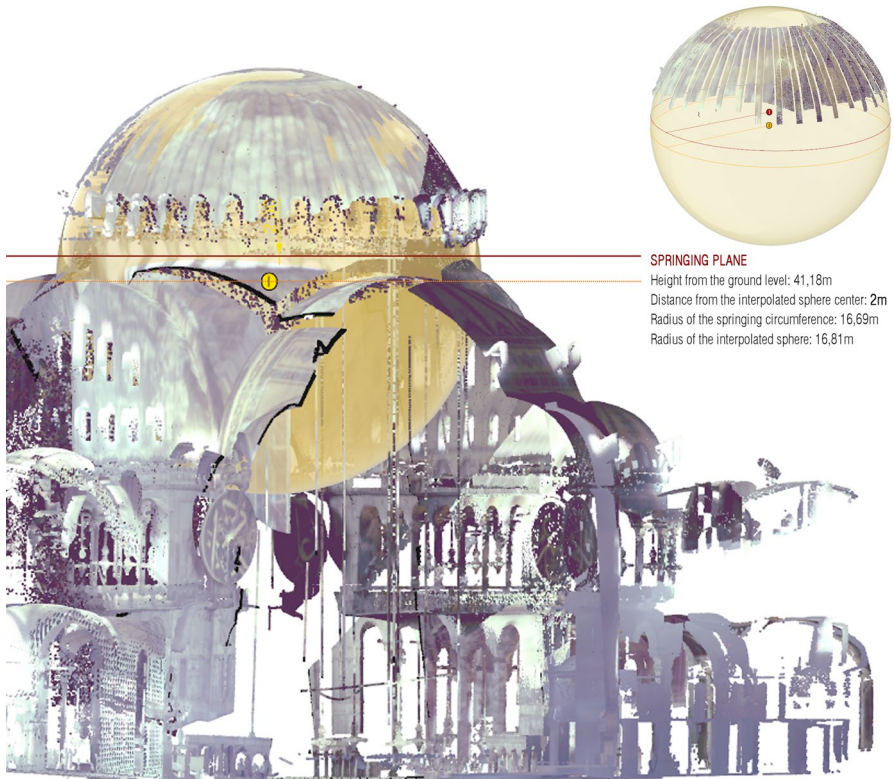 SPRINGING PLANE
Height from the ground level: 41,18m
Distance from the interpolated sphere center: 2m
Radius of the springing circumference: 16,69m
Radius of the interpolated sphere: 16,81m